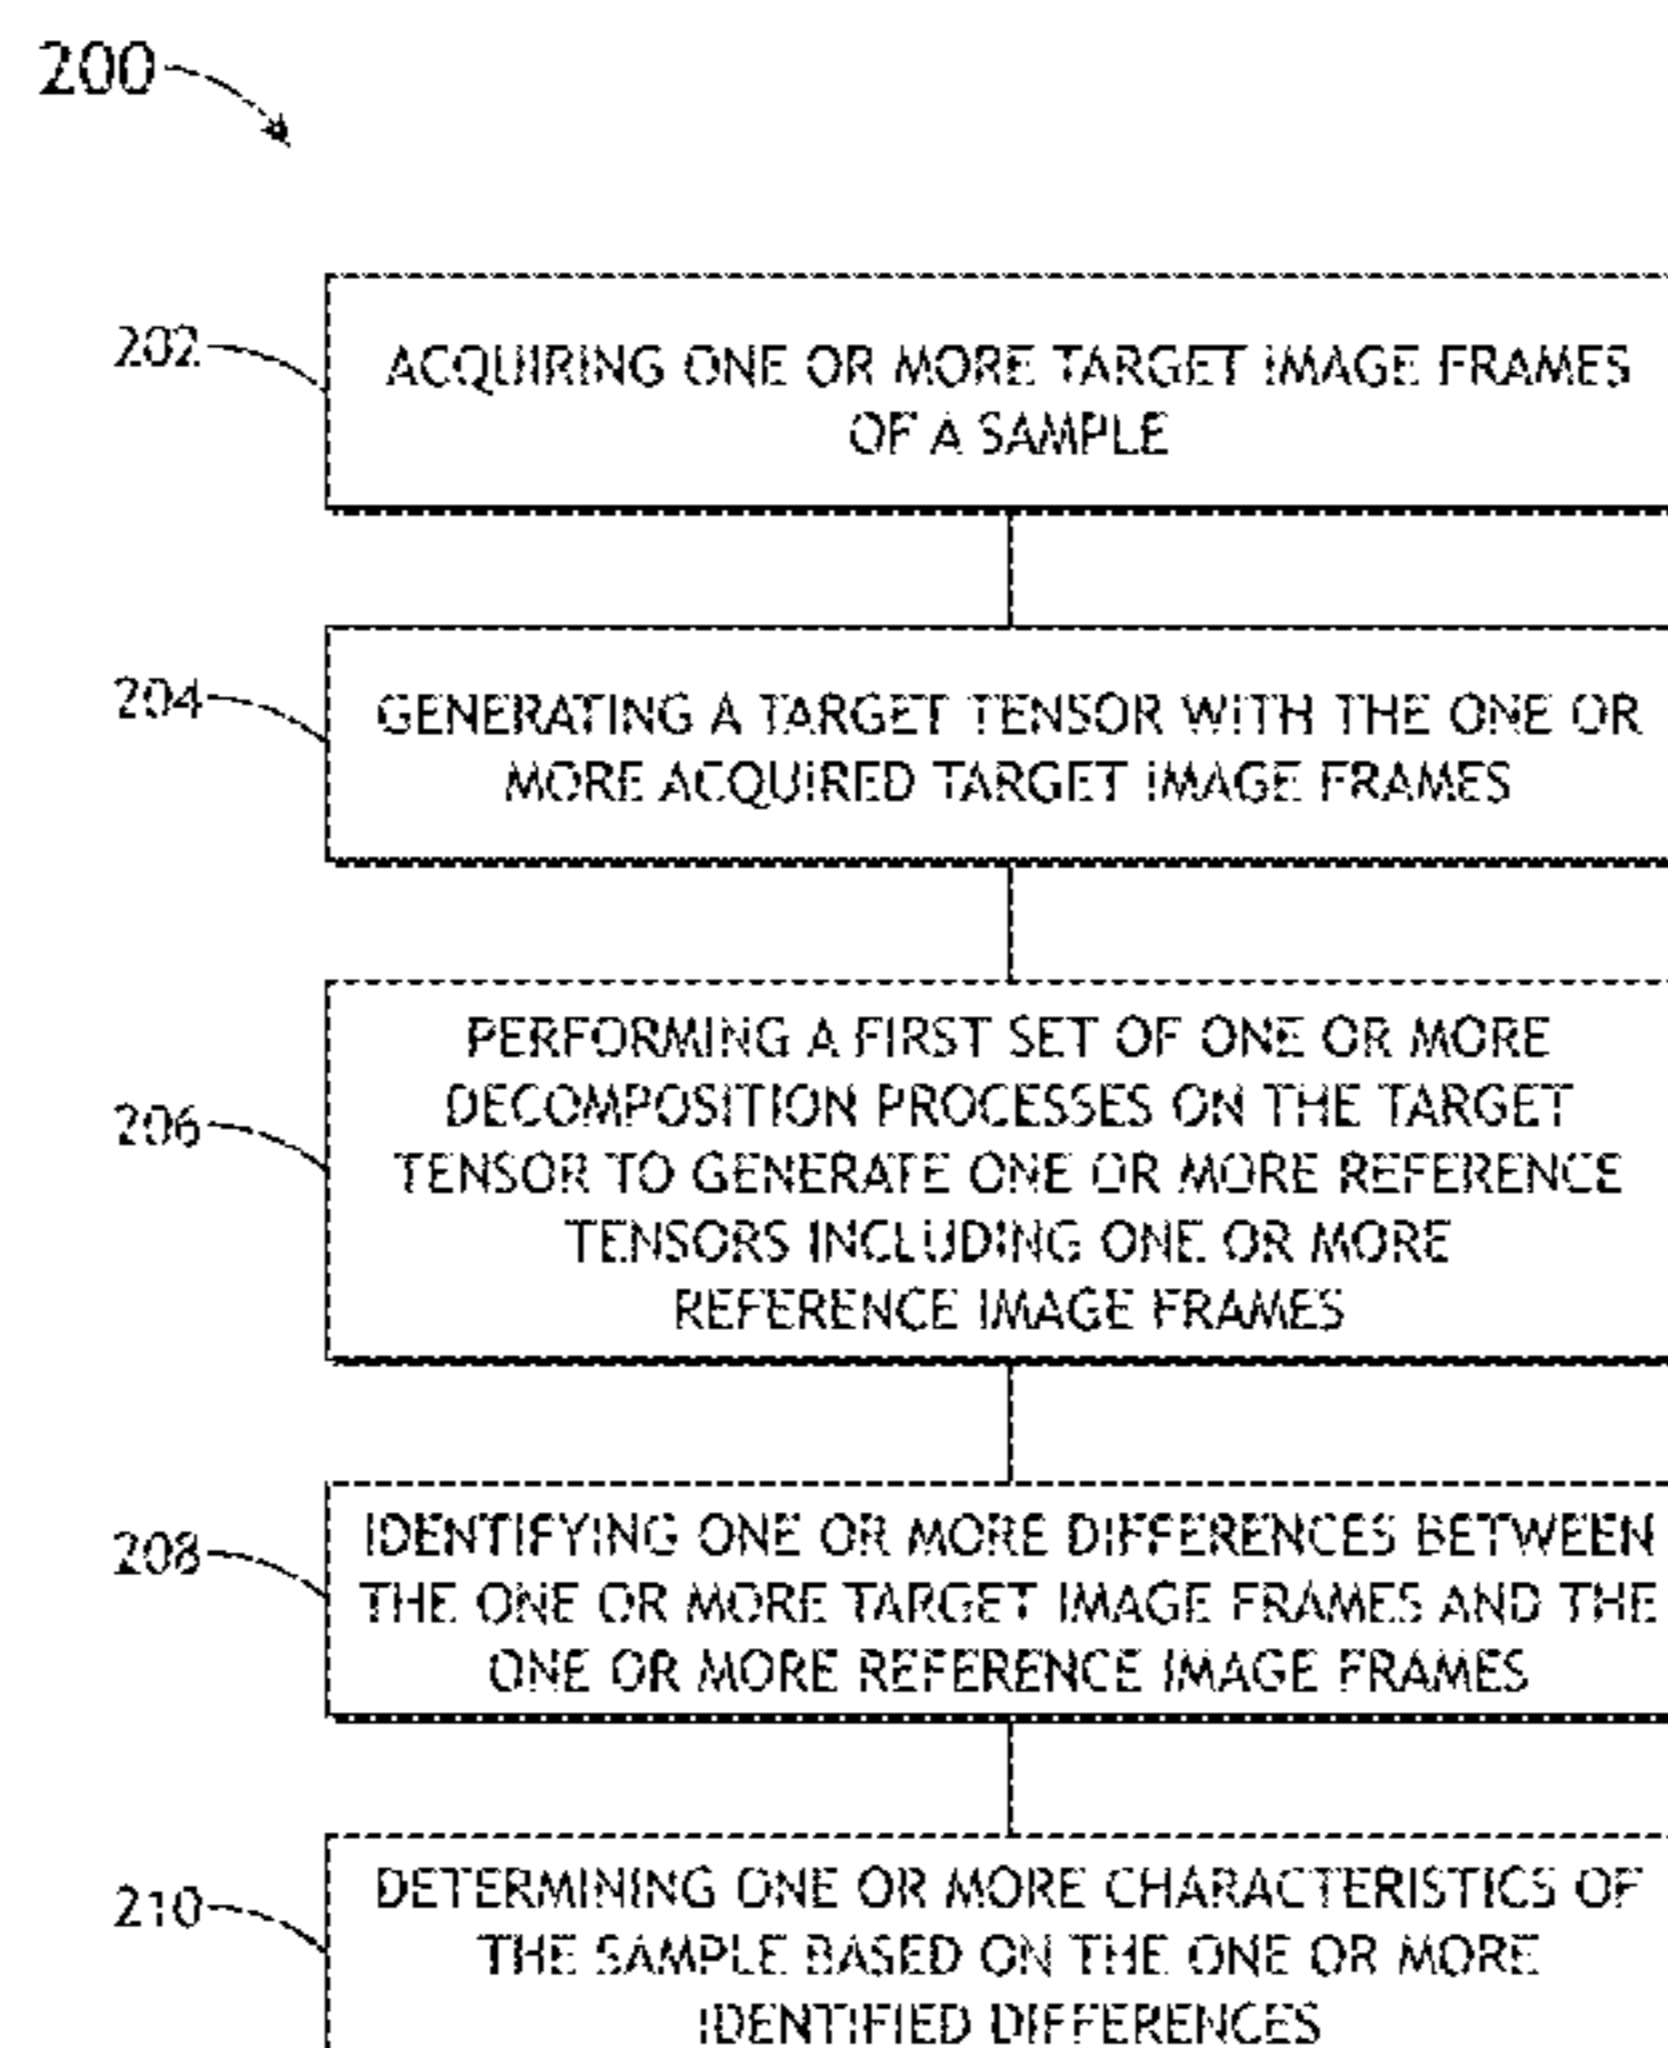 200
202
ACQUIRING ONE OR MORE TARGET IMAGE FRAMES
OF A SAMPLE
204
GENERATING A TARGET TENSOR WITH THE ONE OR
MORE ACQUIRED TARGET IMAGE FRAMES
206
PERFORMING A FIRST SET OF ONE OR MORE
DECOMPOSITION PROCESSES ON THE TARGET
TENSOR TO GENERATE ONE OR MORE REFERENCE
TENSORS INCLUDING ONE OR MORE
REFERENCE IMAGE FRAMES
208
IDENTIFYING ONE OR MORE DIFFERENCES BETWEEN
THE ONE OR MORE TARGET IMAGE FRAMES AND THE
ONE OR MORE REFERENCE IMAGE FRAMES
210
DETERMINING ONE OR MORE CHARACTERISTICS OF
THE SAMPLE BASED ON THE ONE OR MORE
IDENTIFIED DIFFERENCES